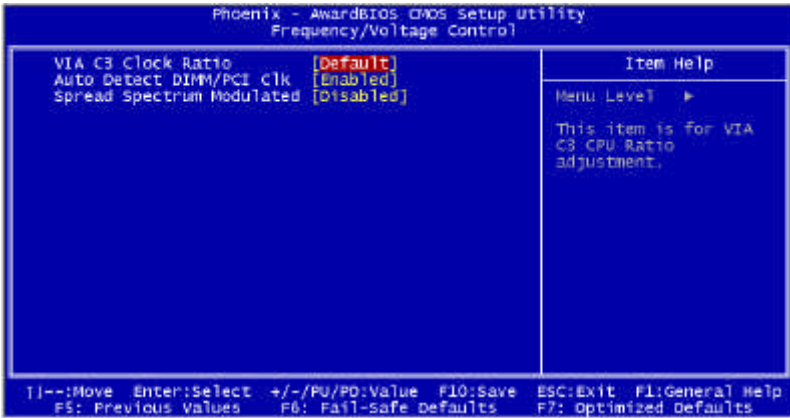 Phoenix - AwardBIOS CMOS Setup Utility
Frequency/Voltage Control
VIA C3 Clock Ratio [Default]
Auto Detect DIMM/PCI Clk [Enabled]
Spread Spectrum Modulated [Disabled]
Item Help
Menu Level ▶
This item is for VIA
C3 CPU Ratio
adjustment.
:Move Enter:Select +/-/PU/PD:Value F10:Save ESC:Exit F1:General Help
F5: Previous Values F6: Fail-Safe Defaults F7: Optimized Defaults